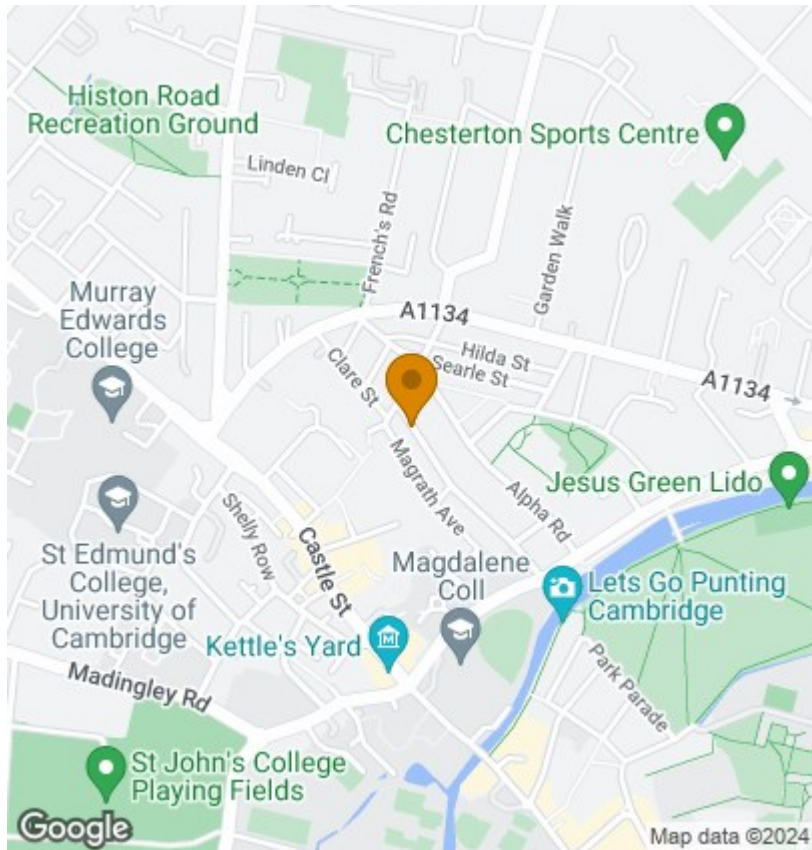 Histon Road
Recreation Ground
Chesterton Sports Centre
Linden Cl
French's Rd
Garden Walk
Murray
Edwards
College
A1134
Hilda St
Searle St
A1134
Clare St
Magrath Ave
Alpha Rd
Jesus Green Lido
Shelly Row
Castle St
St Edmund's
College,
University of
Cambridge
Magdalene
Coll
Lets Go Punting
Cambridge
Kettle's Yard
Park Parade
Madingley Rd
St John's College
Playing Fields
Google
Map data ©2024